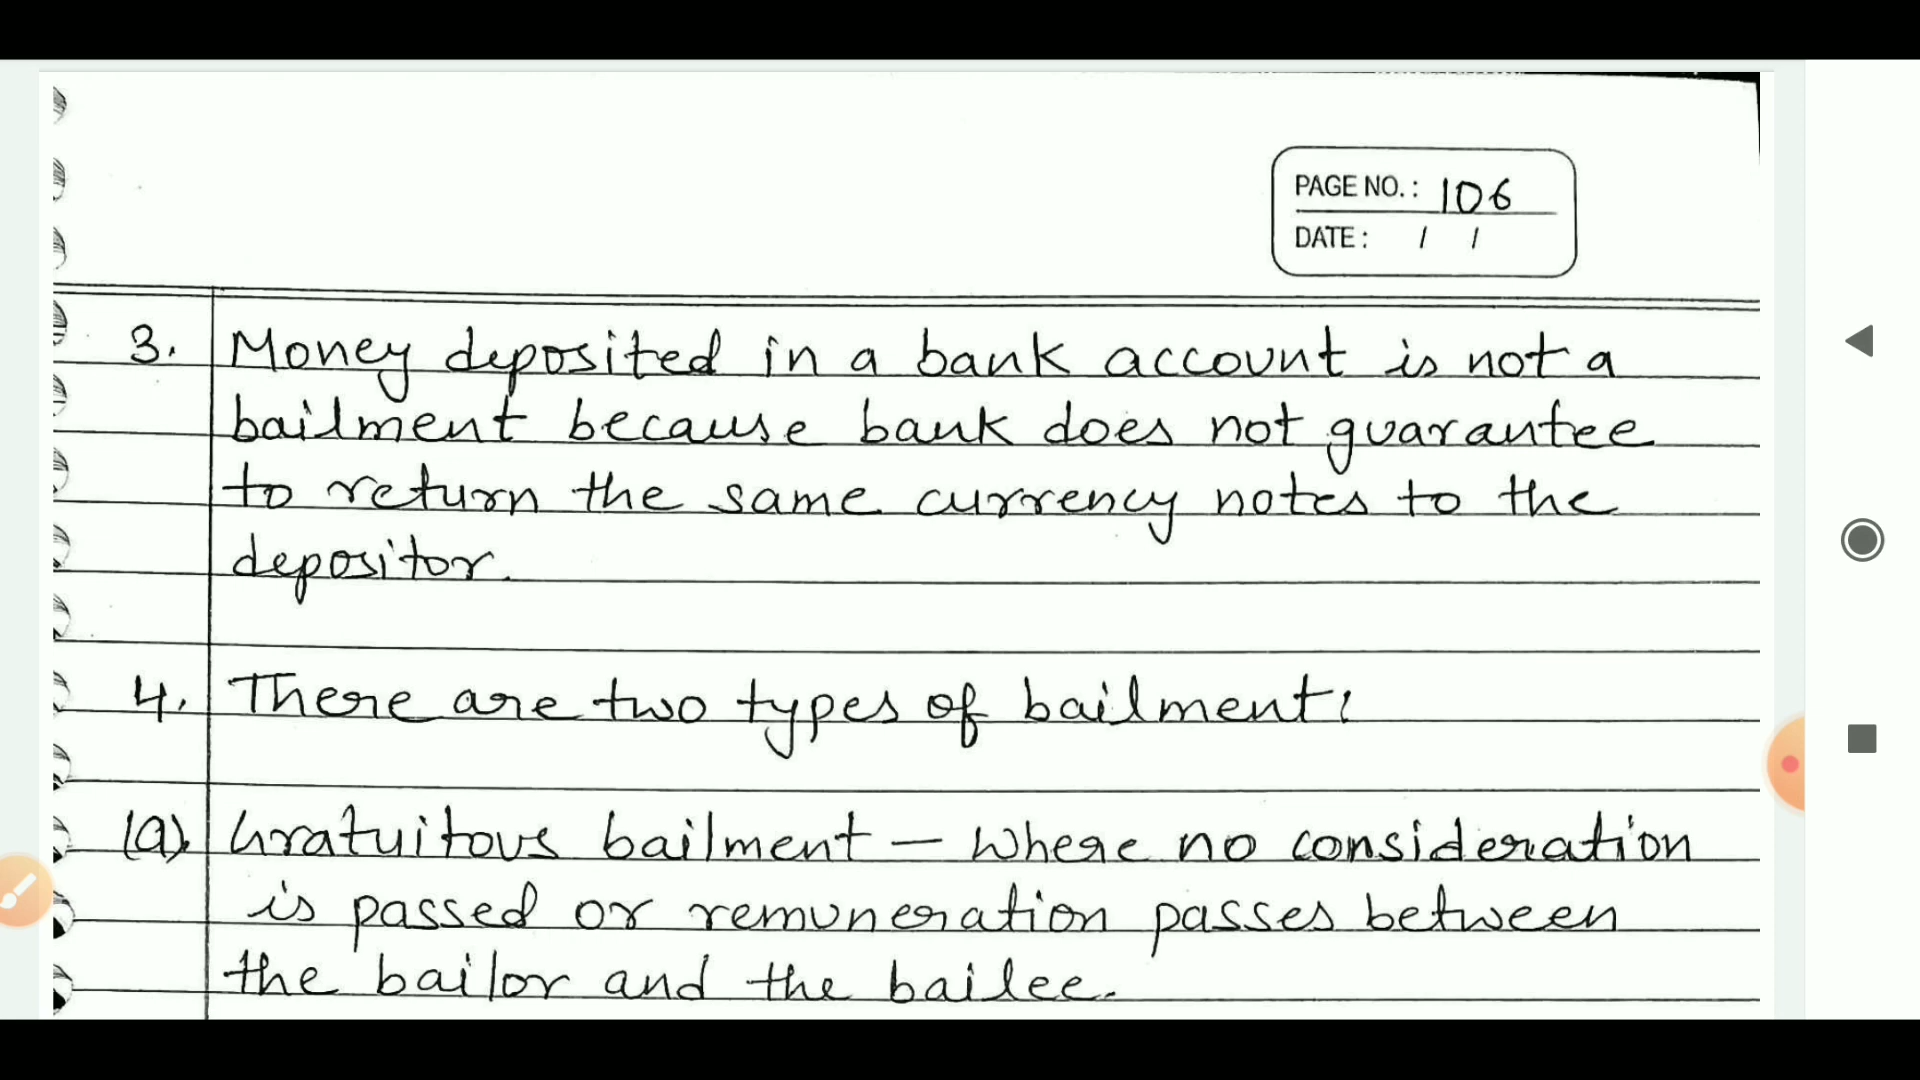 PAGE NO.: 106
DATE: / /
3. Money deposited in a bank account is not a
bailment because bank does not guarantee
to return the same currency notes to the
depositor.
4. There are two types of bailment:
(a). Gratuitous bailment – Where no consideration
is passed or remuneration passes between
the bailor and the bailee.